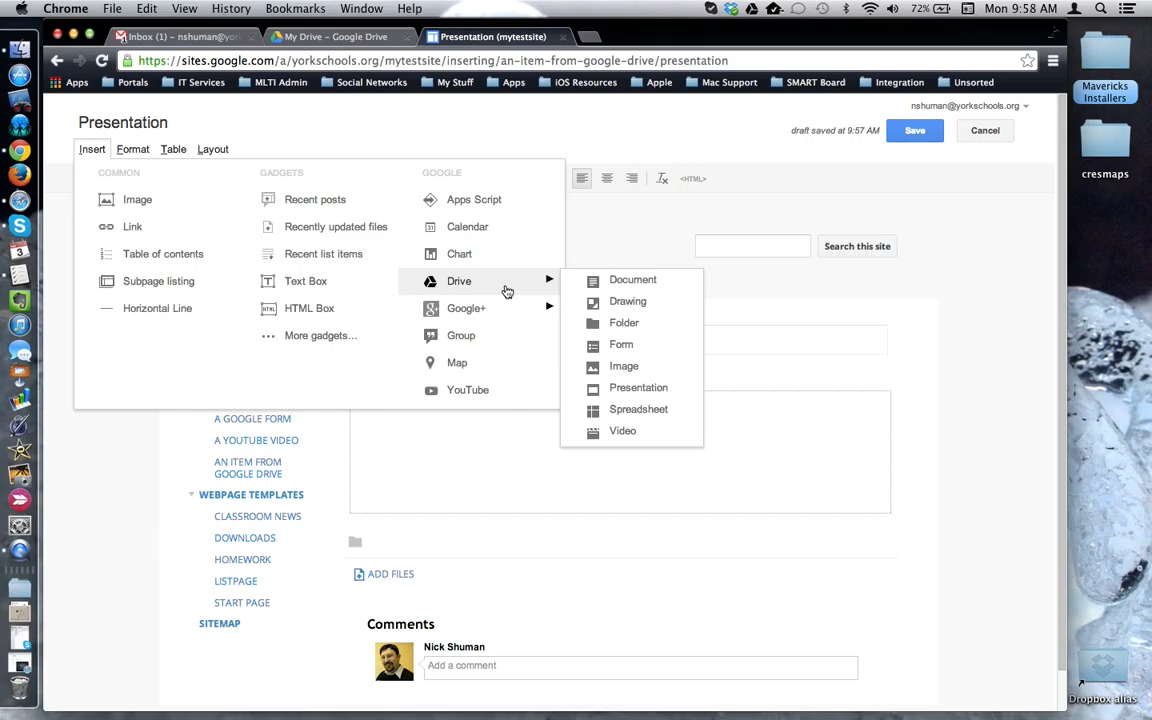 Chrome File Edit View History Bookmarks Window Help 72% Mon 9:58 AM
Inbox (1) – nshuman@yor My Drive – Google Drive Presentation (mytestsite)
https://sites.google.com/a/yorkschools.org/mytestsite/inserting/an-item-from-google-drive/presentation
Apps Portals IT Services MLTI Admin Social Networks My Stuff Apps iOS Resources Apple Mac Support SMART Board Integration Unsorted
Mavericks
Installers
cresmaps
nshuman@yorkschools.org
Presentation
draft saved at 9:57 AM Save Cancel
Insert Format Table Layout
<HTML>
COMMON GADGETS GOOGLE
Image Recent posts Apps Script
Link Recently updated files Calendar
Table of contents Recent list items Chart
Search this site
Subpage listing Text Box Drive
Horizontal Line HTML Box Google+
More gadgets... Group
Map
YouTube
Document
Drawing
Folder
Form
Image
Presentation
Spreadsheet
Video
A GOOGLE FORM
A YOUTUBE VIDEO
AN ITEM FROM
GOOGLE DRIVE
WEBPAGE TEMPLATES
CLASSROOM NEWS
DOWNLOADS
HOMEWORK
LISTPAGE
START PAGE
SITEMAP
ADD FILES
Comments
Nick Shuman
Add a comment
Dropbox alias